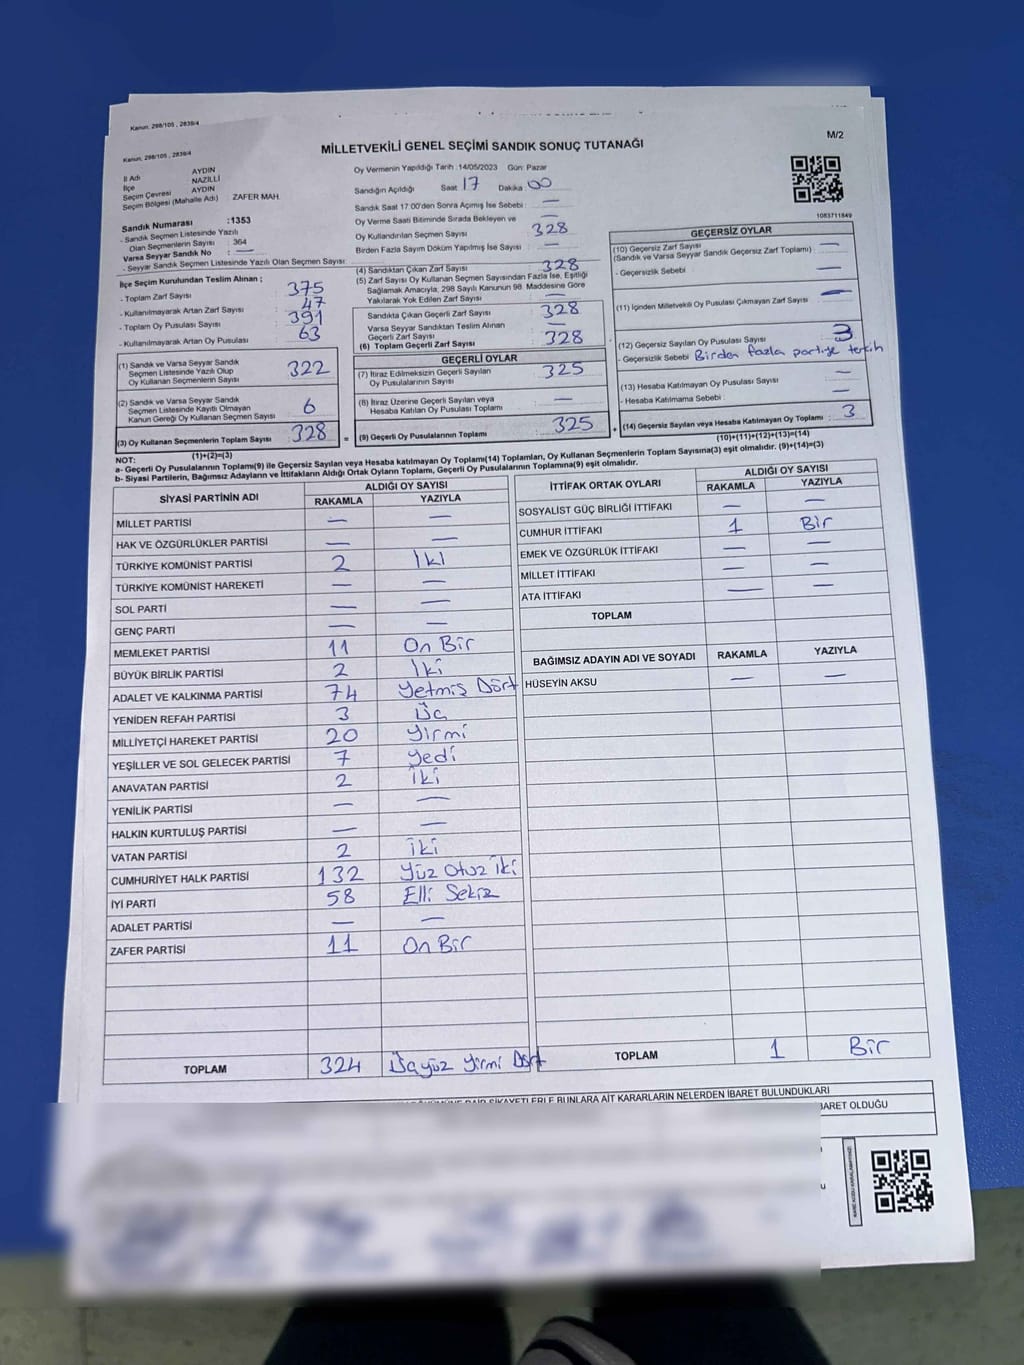 Kanun. 298/105 , 2839/4
Kanun, 298/105 , 2839/4
M/2
MİLLETVEKİLİ GENEL SEÇİMİ SANDIK SONUÇ TUTANAĞI
İl Adı AYDIN
İlçe NAZİLLİ
Seçim Çevresi AYDIN
Seçim Bölgesi (Mahalle Adı) ZAFER MAH.
Sandık Numarası :1353
- Sandık Seçmen Listesinde Yazılı
Olan Seçmenlerin Sayısı : 364
Varsa Seyyar Sandık No : —
- Seyyar Sandık Seçmen Listesinde Yazılı Olan Seçmen Sayısı:
İlçe Seçim Kurulundan Teslim Alınan ;
- Toplam Zarf Sayısı : 375
- Kullanılmayarak Artan Zarf Sayısı : 47
- Toplam Oy Pusulası Sayısı : 391
- Kullanılmayarak Artan Oy Pusulası : 63
(1) Sandık ve Varsa Seyyar Sandık
Seçmen Listesinde Yazılı Olup
Oy Kullanan Seçmenlerin Sayısı 322
(2) Sandık ve Varsa Seyyar Sandık
Seçmen Listesinde Kayıtlı Olmayan
Kanun Gereği Oy Kullanan Seçmen Sayısı 6
(3) Oy Kullanan Seçmenlerin Toplam Sayısı 328
(1)+(2)=(3)
Oy Vermenin Yapıldığı Tarih :14/05/2023 Gün: Pazar
Sandığın Açıldığı Saat 17 Dakika 00
Sandık Saat 17:00'den Sonra Açılmış İse Sebebi : —
Oy Verme Saati Bitiminde Sırada Bekleyen ve —
Oy Kullandırılan Seçmen Sayısı : 328
Birden Fazla Sayım Döküm Yapılmış İse Sayısı : —
(4) Sandıktan Çıkan Zarf Sayısı : 328
(5) Zarf Sayısı Oy Kullanan Seçmen Sayısından Fazla İse, Eşitliği
Sağlamak Amacıyla, 298 Sayılı Kanunun 98. Maddesine Göre
Yakılarak Yok Edilen Zarf Sayısı : —
Sandıkta Çıkan Geçerli Zarf Sayısı : 328
Varsa Seyyar Sandıktan Teslim Alınan
Geçerli Zarf Sayısı : —
(6) Toplam Geçerli Zarf Sayısı : 328
GEÇERLİ OYLAR
(7) İtiraz Edilmeksizin Geçerli Sayılan
Oy Pusulalarının Sayısı : 325
(8) İtiraz Üzerine Geçerli Sayılan veya
Hesaba Katılan Oy Pusulası Toplamı : —
= (9) Geçerli Oy Pusulalarının Toplamı : 325
1083711849
GEÇERSİZ OYLAR
(10) Geçersiz Zarf Sayısı : —
(Sandık ve Varsa Seyyar Sandık Geçersiz Zarf Toplamı)
- Geçersizlik Sebebi : —
(11) İçinden Milletvekili Oy Pusulası Çıkmayan Zarf Sayısı : —
(12) Geçersiz Sayılan Oy Pusulası Sayısı : 3
- Geçersizlik Sebebi Birden fazla partiye tercih
(13) Hesaba Katılmayan Oy Pusulası Sayısı : —
- Hesaba Katılmama Sebebi : —
+ (14) Geçersiz Sayılan veya Hesaba Katılmayan Oy Toplamı : 3
(10)+(11)+(12)+(13)=(14)
NOT:
a- Geçerli Oy Pusulalarının Toplamı(9) ile Geçersiz Sayılan veya Hesaba katılmayan Oy Toplamı(14) Toplamları, Oy Kullanan Seçmenlerin Toplam Sayısına(3) eşit olmalıdır. (9)+(14)=(3)
b- Siyasi Partilerin, Bağımsız Adayların ve İttifakların Aldığı Ortak Oyların Toplamı, Geçerli Oy Pusulalarının Toplamına(9) eşit olmalıdır.
SİYASİ PARTİNİN ADI ALDIĞI OY SAYISI
RAKAMLA YAZIYLA
MİLLET PARTİSİ — —
HAK VE ÖZGÜRLÜKLER PARTİSİ — —
TÜRKİYE KOMÜNİST PARTİSİ 2 İki
TÜRKİYE KOMÜNİST HAREKETİ — —
SOL PARTİ — —
GENÇ PARTİ — —
MEMLEKET PARTİSİ 11 On Bir
BÜYÜK BİRLİK PARTİSİ 2 İki
ADALET VE KALKINMA PARTİSİ 74 Yetmiş Dört
YENİDEN REFAH PARTİSİ 3 Üç
MİLLİYETÇİ HAREKET PARTİSİ 20 Yirmi
YEŞİLLER VE SOL GELECEK PARTİSİ 7 Yedi
ANAVATAN PARTİSİ 2 İki
YENİLİK PARTİSİ — —
HALKIN KURTULUŞ PARTİSİ — —
VATAN PARTİSİ 2 İki
CUMHURİYET HALK PARTİSİ 132 Yüz Otuz İki
İYİ PARTİ 58 Elli Sekiz
ADALET PARTİSİ — —
ZAFER PARTİSİ 11 On Bir
TOPLAM 324 Üçyüz Yirmi Dört
İTTİFAK ORTAK OYLARI ALDIĞI OY SAYISI
RAKAMLA YAZIYLA
SOSYALİST GÜÇ BİRLİĞİ İTTİFAKI — —
CUMHUR İTTİFAKI 1 Bir
EMEK VE ÖZGÜRLÜK İTTİFAKI — —
MİLLET İTTİFAKI — —
ATA İTTİFAKI — —
TOPLAM
BAĞIMSIZ ADAYIN ADI VE SOYADI RAKAMLA YAZIYLA
HÜSEYİN AKSU — —
TOPLAM 1 Bir
ŞİKAYETLERLE BUNLARA AİT KARARLARIN NELERDEN İBARET BULUNDUKLARI
BARET OLDUĞU